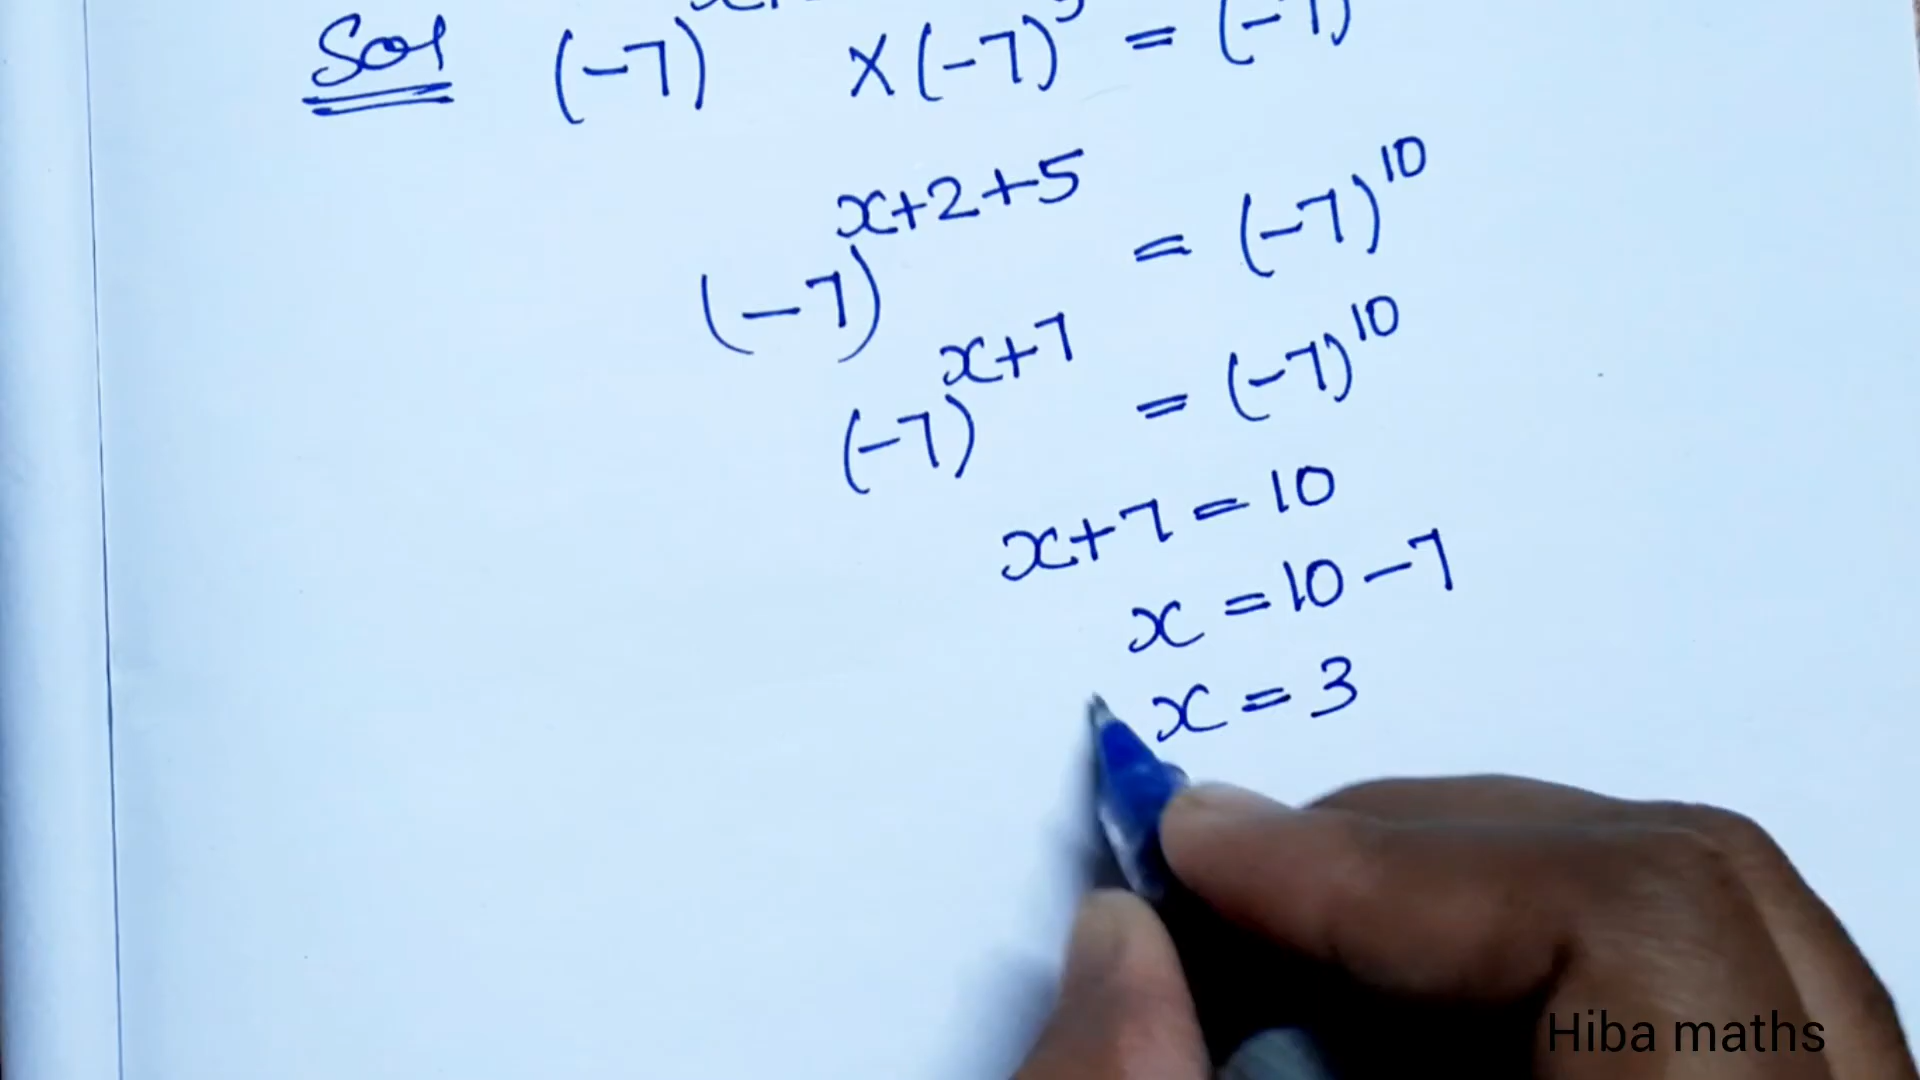 Sol (-7) × (-7) = (-7)
(-7)^x+2+5 = (-7)^10
(-7)^x+7 = (-7)^10
x+7=10
x=10-7
x=3
Hiba maths